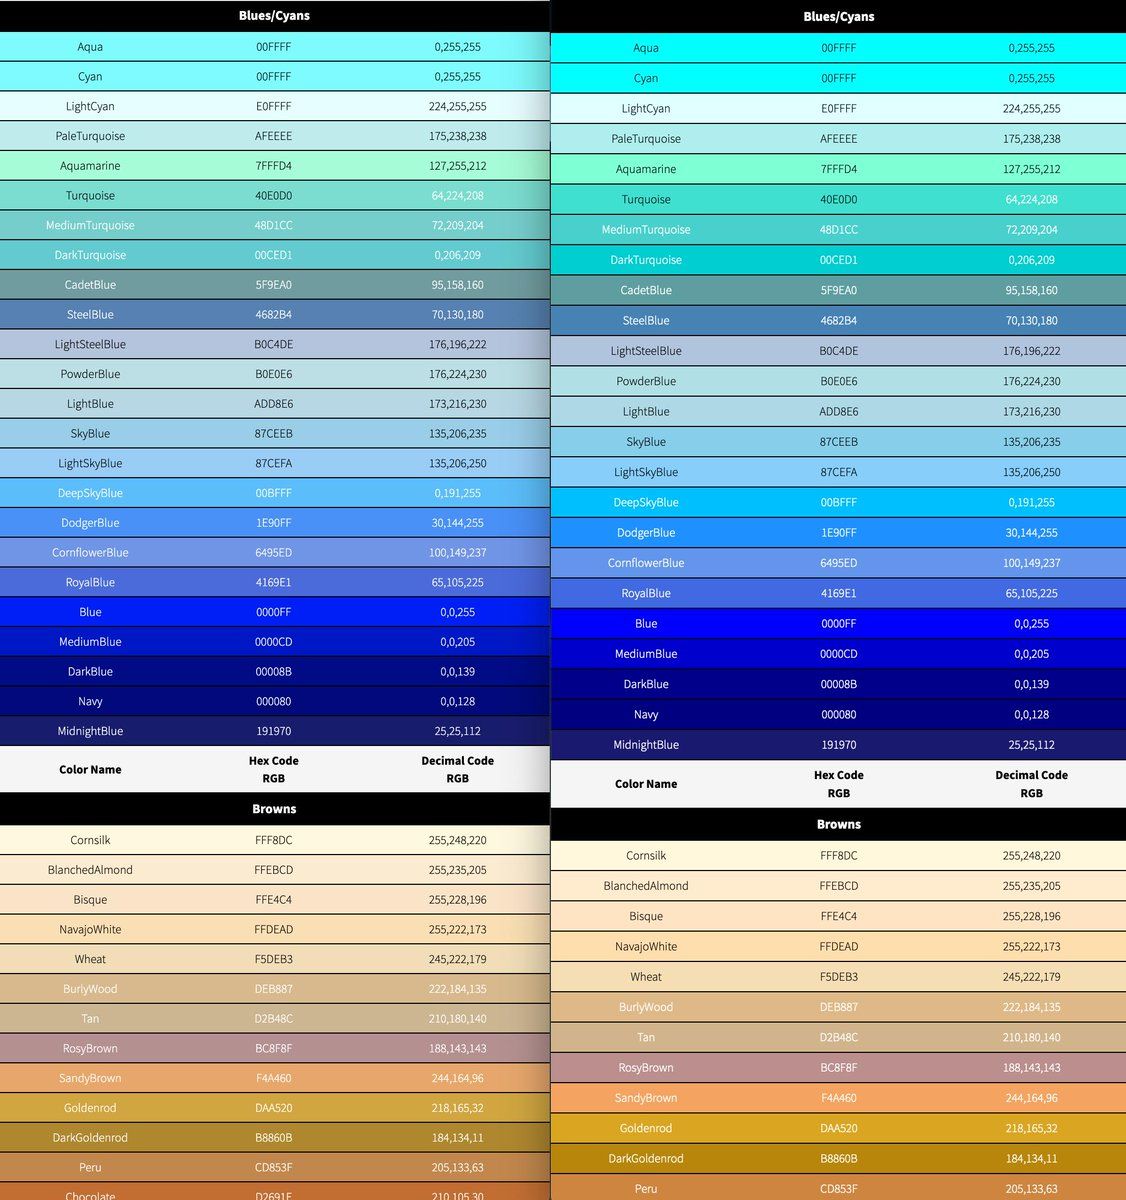 Blues/Cyans
Aqua 00FFFF 0,255,255
Cyan 00FFFF 0,255,255
LightCyan E0FFFF 224,255,255
PaleTurquoise AFEEEE 175,238,238
Aquamarine 7FFFD4 127,255,212
Turquoise 40E0D0 64,224,208
MediumTurquoise 48D1CC 72,209,204
DarkTurquoise 00CED1 0,206,209
CadetBlue 5F9EA0 95,158,160
SteelBlue 4682B4 70,130,180
LightSteelBlue B0C4DE 176,196,222
PowderBlue B0E0E6 176,224,230
LightBlue ADD8E6 173,216,230
SkyBlue 87CEEB 135,206,235
LightSkyBlue 87CEFA 135,206,250
DeepSkyBlue 00BFFF 0,191,255
DodgerBlue 1E90FF 30,144,255
CornflowerBlue 6495ED 100,149,237
RoyalBlue 4169E1 65,105,225
Blue 0000FF 0,0,255
MediumBlue 0000CD 0,0,205
DarkBlue 00008B 0,0,139
Navy 000080 0,0,128
MidnightBlue 191970 25,25,112
Color Name Hex Code RGB Decimal Code RGB
Browns
Cornsilk FFF8DC 255,248,220
BlanchedAlmond FFEBCD 255,235,205
Bisque FFE4C4 255,228,196
NavajoWhite FFDEAD 255,222,173
Wheat F5DEB3 245,222,179
BurlyWood DEB887 222,184,135
Tan D2B48C 210,180,140
RosyBrown BC8F8F 188,143,143
SandyBrown F4A460 244,164,96
Goldenrod DAA520 218,165,32
DarkGoldenrod B8860B 184,134,11
Peru CD853F 205,133,63
Chocolate D2691E 210,105,30
Blues/Cyans
Aqua 00FFFF 0,255,255
Cyan 00FFFF 0,255,255
LightCyan E0FFFF 224,255,255
PaleTurquoise AFEEEE 175,238,238
Aquamarine 7FFFD4 127,255,212
Turquoise 40E0D0 64,224,208
MediumTurquoise 48D1CC 72,209,204
DarkTurquoise 00CED1 0,206,209
CadetBlue 5F9EA0 95,158,160
SteelBlue 4682B4 70,130,180
LightSteelBlue B0C4DE 176,196,222
PowderBlue B0E0E6 176,224,230
LightBlue ADD8E6 173,216,230
SkyBlue 87CEEB 135,206,235
LightSkyBlue 87CEFA 135,206,250
DeepSkyBlue 00BFFF 0,191,255
DodgerBlue 1E90FF 30,144,255
CornflowerBlue 6495ED 100,149,237
RoyalBlue 4169E1 65,105,225
Blue 0000FF 0,0,255
MediumBlue 0000CD 0,0,205
DarkBlue 00008B 0,0,139
Navy 000080 0,0,128
MidnightBlue 191970 25,25,112
Color Name Hex Code RGB Decimal Code RGB
Browns
Cornsilk FFF8DC 255,248,220
BlanchedAlmond FFEBCD 255,235,205
Bisque FFE4C4 255,228,196
NavajoWhite FFDEAD 255,222,173
Wheat F5DEB3 245,222,179
BurlyWood DEB887 222,184,135
Tan D2B48C 210,180,140
RosyBrown BC8F8F 188,143,143
SandyBrown F4A460 244,164,96
Goldenrod DAA520 218,165,32
DarkGoldenrod B8860B 184,134,11
Peru CD853F 205,133,63